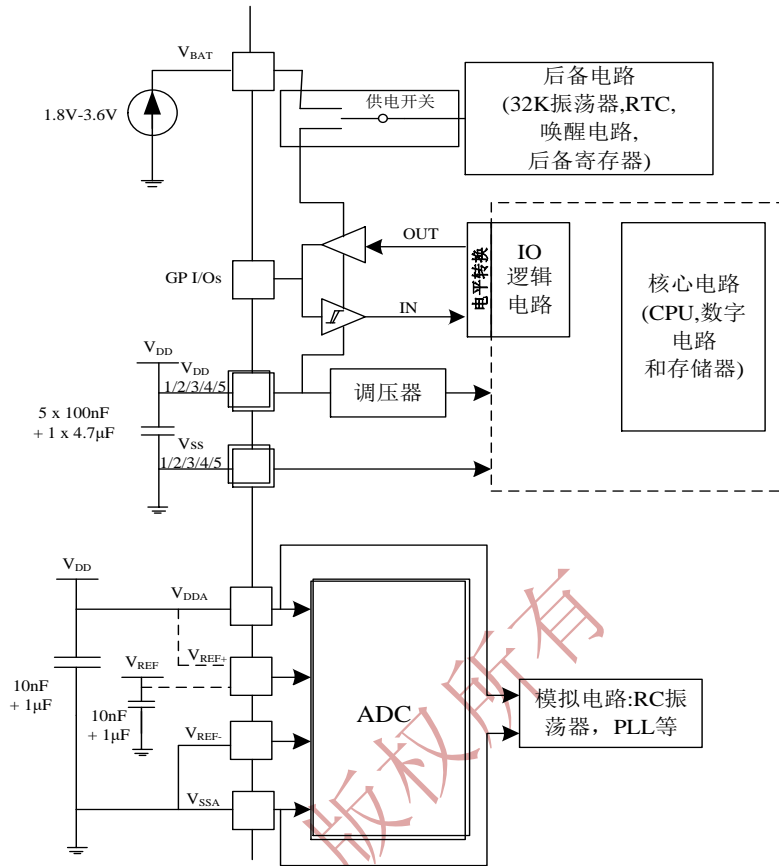 VBAT
1.8V-3.6V
供电开关
后备电路
(32K振荡器,RTC,
唤醒电路,
后备寄存器)
GP I/Os
OUT
IN
电平转换
IO
逻辑
电路
核心电路
(CPU,数字
电路
和存储器)
VDD
VDD
1/2/3/4/5
调压器
5 x 100nF
+ 1 x 4.7μF
VSS
1/2/3/4/5
VDD
VDDA
VREF+
VREF
10nF
+ 1μF
10nF
+ 1μF
VREF-
VSSA
ADC
模拟电路:RC振
荡器，PLL等
版权所有